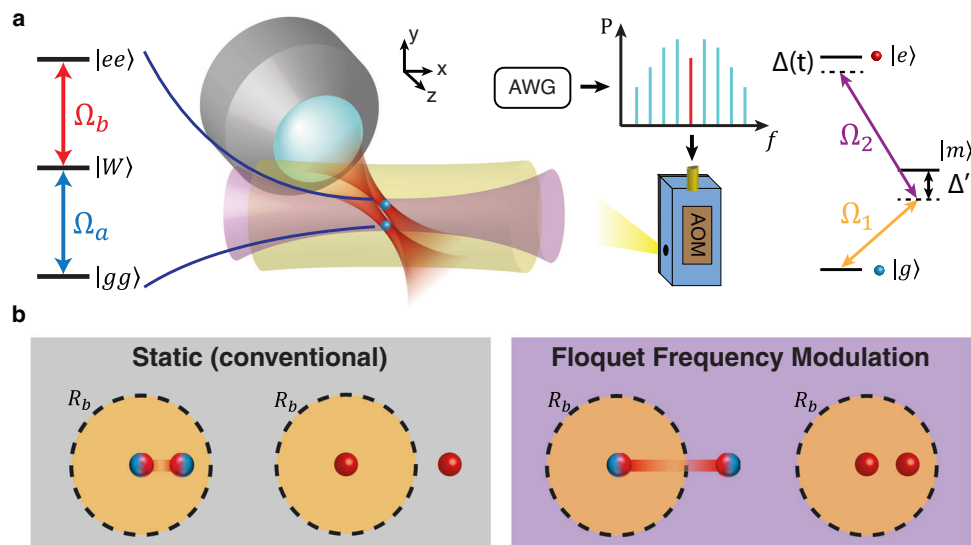 a
|ee⟩
Ω_b
|W⟩
Ω_a
|gg⟩
y
x
z
AWG
P
f
AOM
Δ(t)
|e⟩
Ω_2
|m⟩
Δ'
Ω_1
|g⟩
b
Static (conventional)
R_b
R_b
Floquet Frequency Modulation
R_b
R_b